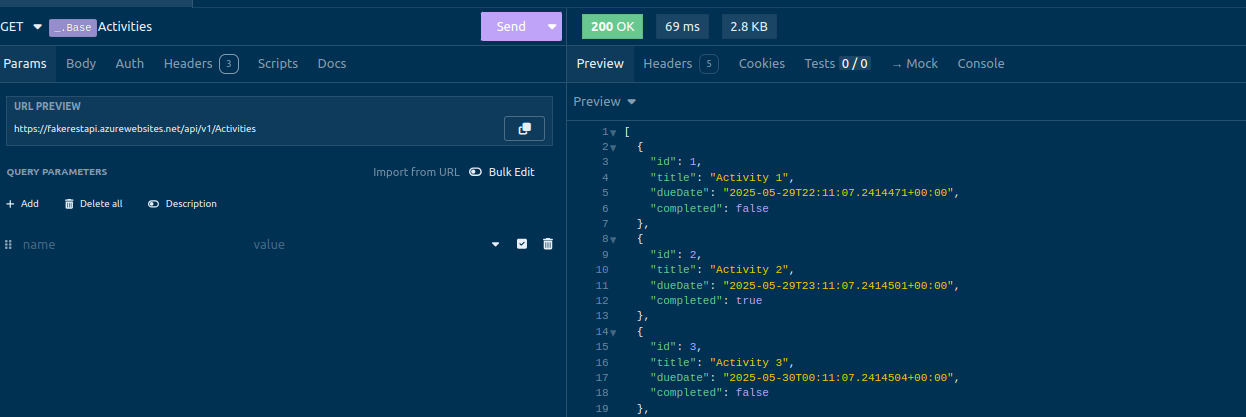 GET _.Base Activities Send
Params Body Auth Headers 3 Scripts Docs
URL PREVIEW
https://fakerestapi.azurewebsites.net/api/v1/Activities
QUERY PARAMETERS Import from URL Bulk Edit
+ Add Delete all Description
name value
200 OK 69 ms 2.8 KB
Preview Headers 5 Cookies Tests 0 / 0 → Mock Console
Preview
1 [
2 {
3 "id": 1,
4 "title": "Activity 1",
5 "dueDate": "2025-05-29T22:11:07.2414471+00:00",
6 "completed": false
7 },
8 {
9 "id": 2,
10 "title": "Activity 2",
11 "dueDate": "2025-05-29T23:11:07.2414501+00:00",
12 "completed": true
13 },
14 {
15 "id": 3,
16 "title": "Activity 3",
17 "dueDate": "2025-05-30T00:11:07.2414504+00:00",
18 "completed": false
19 },